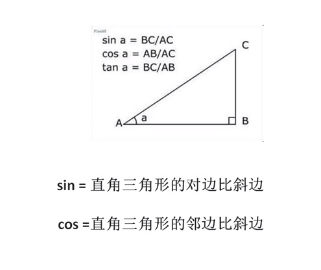 sin a = BC/AC
cos a = AB/AC
tan a = BC/AB
C
A
a
B
sin = 直角三角形的对边比斜边
cos =直角三角形的邻边比斜边